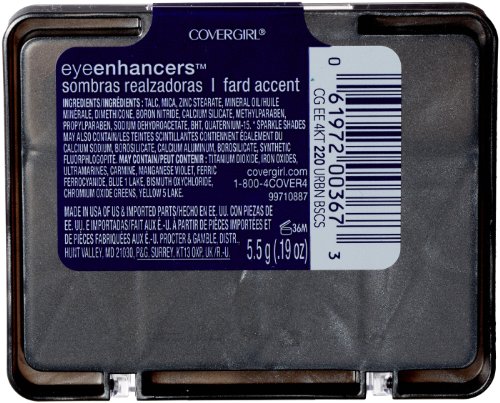 COVERGIRL®
eyeenhancers™
sombras realzadoras | fard accent
INGREDIENTS/INGRÉDIENTS: TALC, MICA, ZINC STEARATE, MINERAL OIL/HUILE
MINÉRALE, DIMETHICONE, BORON NITRIDE, CALCIUM SILICATE, METHYLPARABEN,
PROPYLPARABEN, SODIUM DEHYDROACETATE, BHT, QUATERNIUM-15. * SPARKLE SHADES
MAY ALSO CONTAIN/LES TEINTES SCINTILLANTES CONTIENNENT ÉGALEMENT DU
CALCIUM SODIUM, BOROSILICATE, CALCIUM ALUMINUM, BOROSILICATE, SYNTHETIC
FLUORPHLOGOPITE. MAY CONTAIN/PEUT CONTENIR: TITANIUM DIOXIDE, IRON OXIDES,
ULTRAMARINES, CARMINE, MANGANESE VIOLET, FERRIC
FERROCYANIDE, BLUE 1 LAKE, BISMUTH OXYCHLORIDE,
CHROMIUM OXIDE GREENS, YELLOW 5 LAKE.
covergirl.com
1-800-4COVER4
99710887
MADE IN USA OF US & IMPORTED PARTS/HECHO EN EE. UU. CON PIEZAS DE
EE. UU. E IMPORTADAS/FABRIQUÉ AUX É.-U. À PARTIR DE PIÈCES IMPORTÉES ET
DE PIÈCES FABRIQUÉES AUX É.-U. PROCTER & GAMBLE, DISTR.,
HUNT VALLEY, MD 21030, P&G, SURREY, KT13 0XP, UK./R.-U.
36M
5.5 g (.19 oz)
0 61972 00367 3
CG EE 4KT 220 URBN BSCS